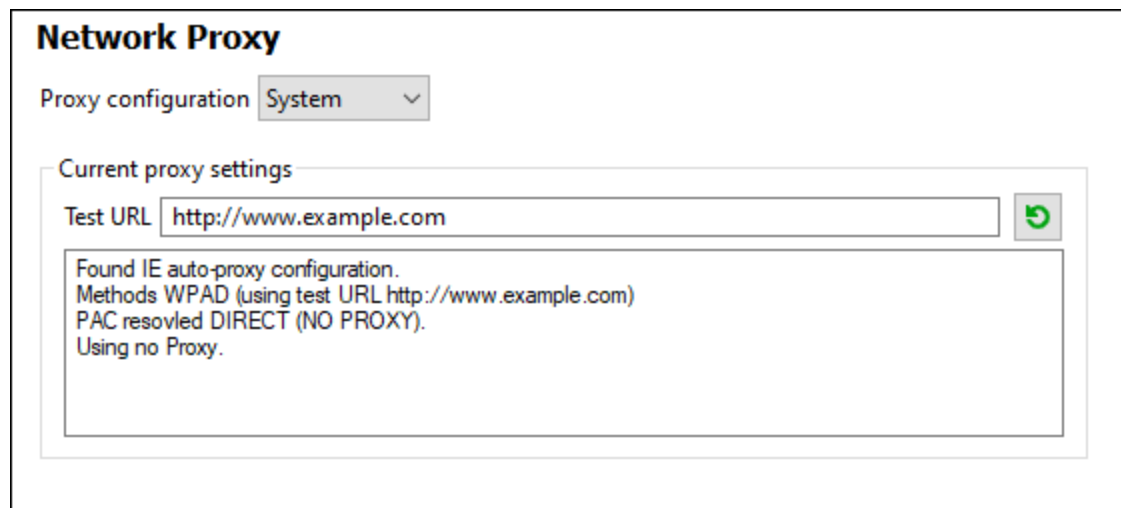 Network Proxy
Proxy configuration System
Current proxy settings
Test URL http://www.example.com
Found IE auto-proxy configuration.
Methods WPAD (using test URL http://www.example.com)
PAC resovled DIRECT (NO PROXY).
Using no Proxy.